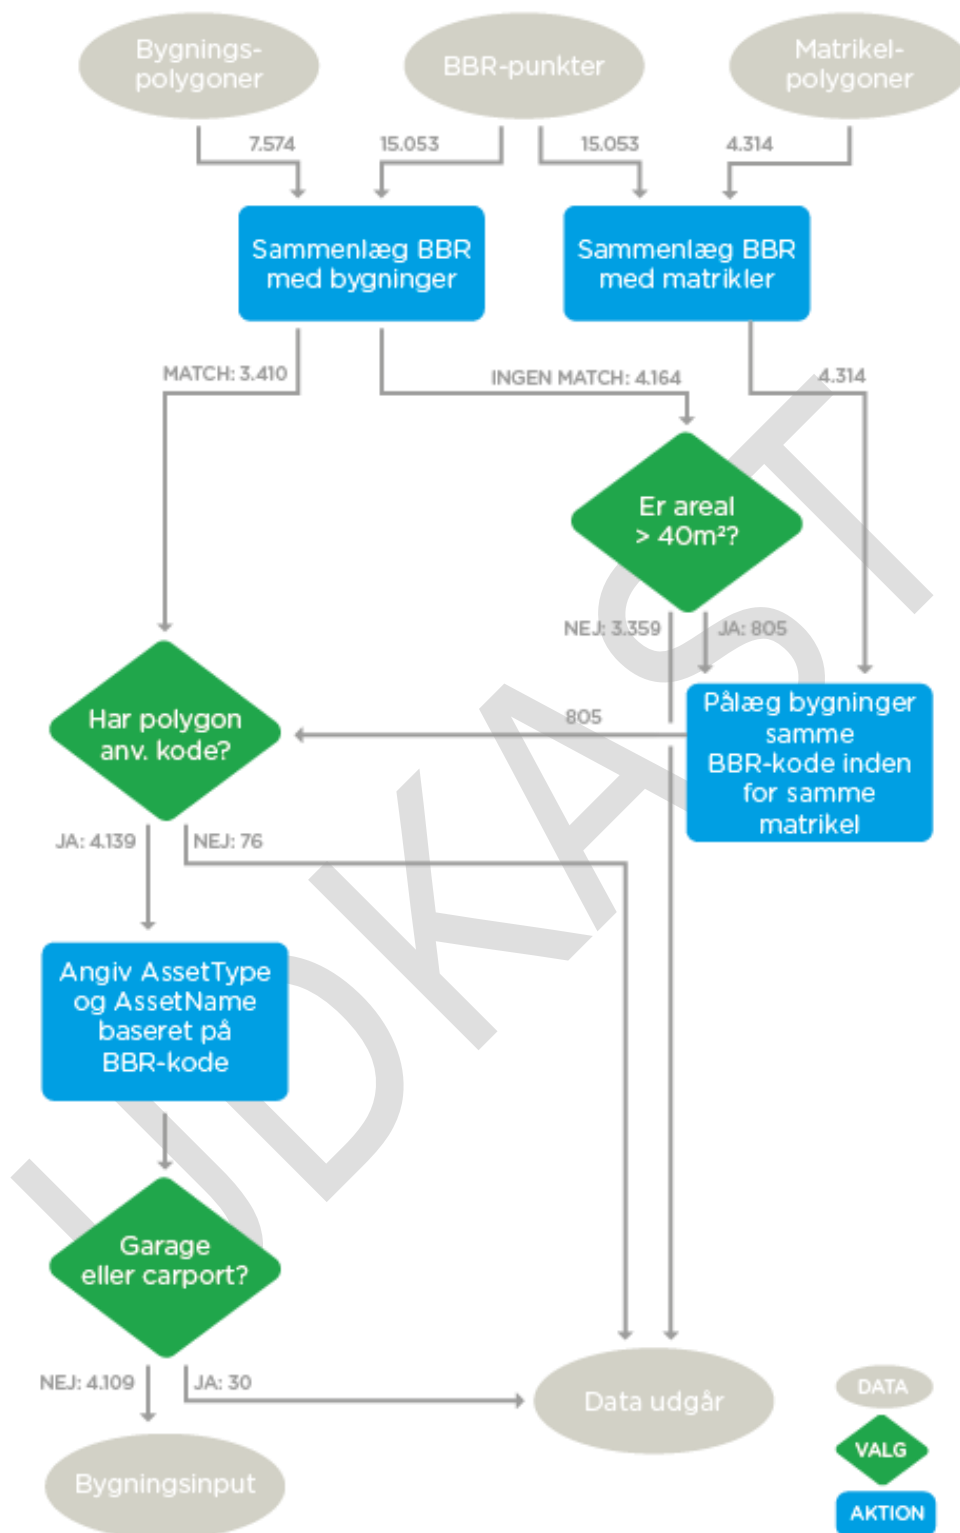 Bygnings-
polygoner
BBR-punkter
Matrikel-
polygoner
7.574
15.053
15.053
4.314
Sammenlæg BBR
med bygninger
Sammenlæg BBR
med matrikler
MATCH: 3.410
INGEN MATCH: 4.164
4.314
Er areal
> 40m²?
NEJ: 3.359
JA: 805
Har polygon
anv. kode?
805
Pålæg bygninger
samme
BBR-kode inden
for samme
matrikel
JA: 4.139
NEJ: 76
Angiv AssetType
og AssetName
baseret på
BBR-kode
Garage
eller carport?
NEJ: 4.109
JA: 30
Data udgår
Bygningsinput
DATA
VALG
AKTION
UDKAST